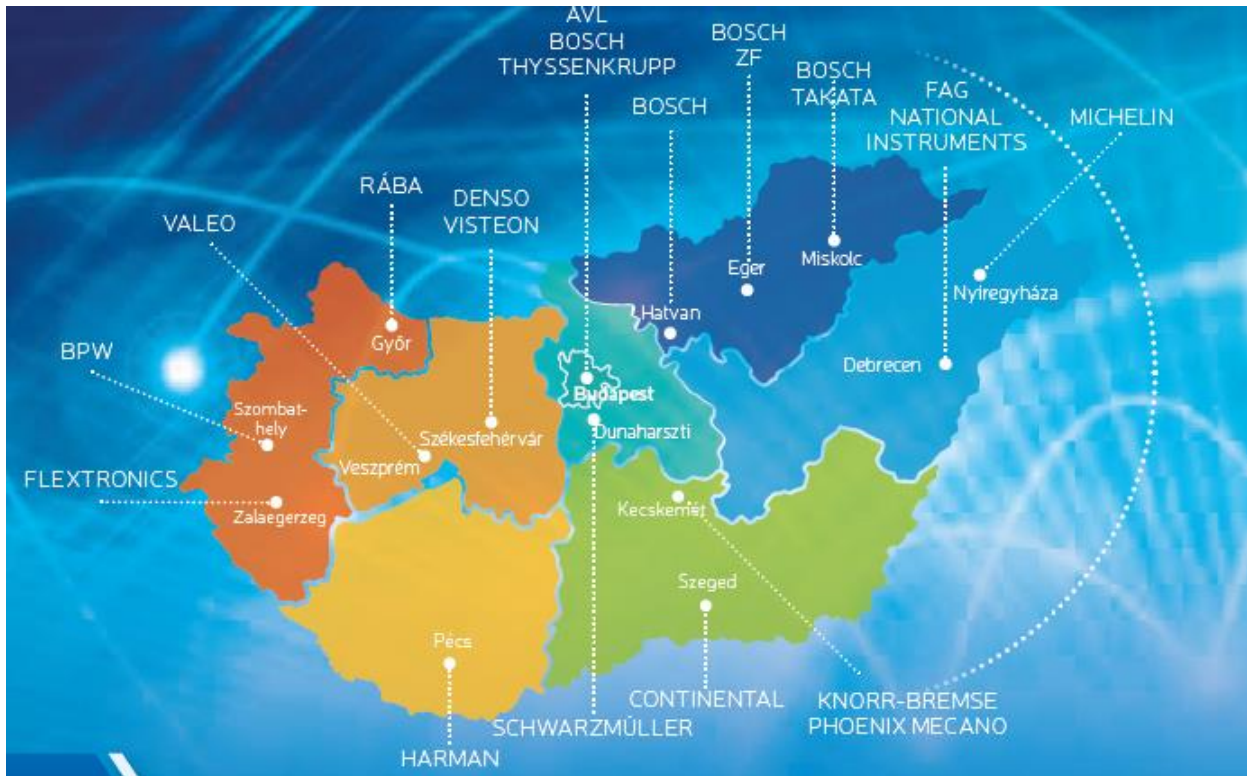 AVL
BOSCH
THYSSENKRUPP
BOSCH
ZF
BOSCH
TAKATA
FAG
NATIONAL
INSTRUMENTS
BOSCH
MICHELIN
RÁBA
DENSO
VISTEON
VALEO
BPW
FLEXTRONICS
Miskolc
Eger
Nyíregyháza
Hatvan
Győr
Debrecen
Budapest
Szombat-
hely
Székesfehérvár
Dunaharszti
Veszprém
Zalaegerzeg
Kecskemét
Szeged
Pécs
CONTINENTAL
KNORR-BREMSE
PHOENIX MECANO
SCHWARZMÜLLER
HARMAN